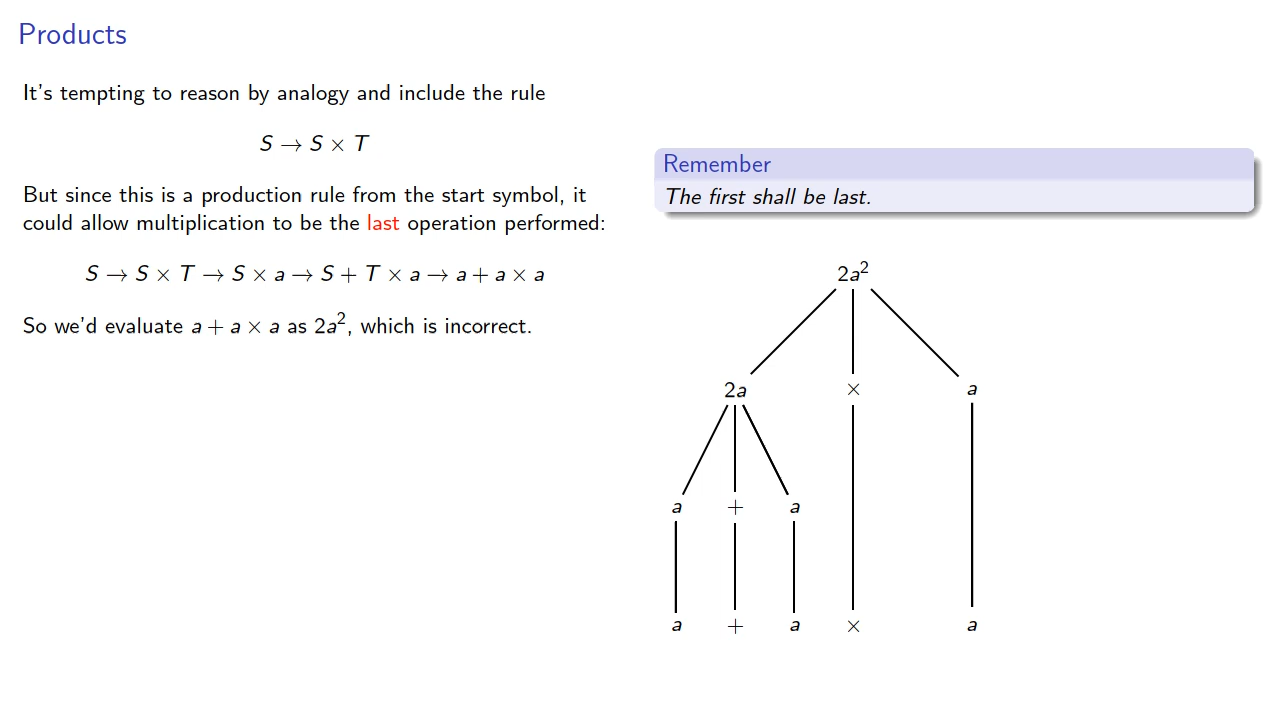 Products
It's tempting to reason by analogy and include the rule
S → S × T
But since this is a production rule from the start symbol, it
could allow multiplication to be the last operation performed:
S → S × T → S × a → S + T × a → a + a × a
So we'd evaluate a + a × a as 2a², which is incorrect.
Remember
The first shall be last.
2a²
2a × a
a + a
a + a × a